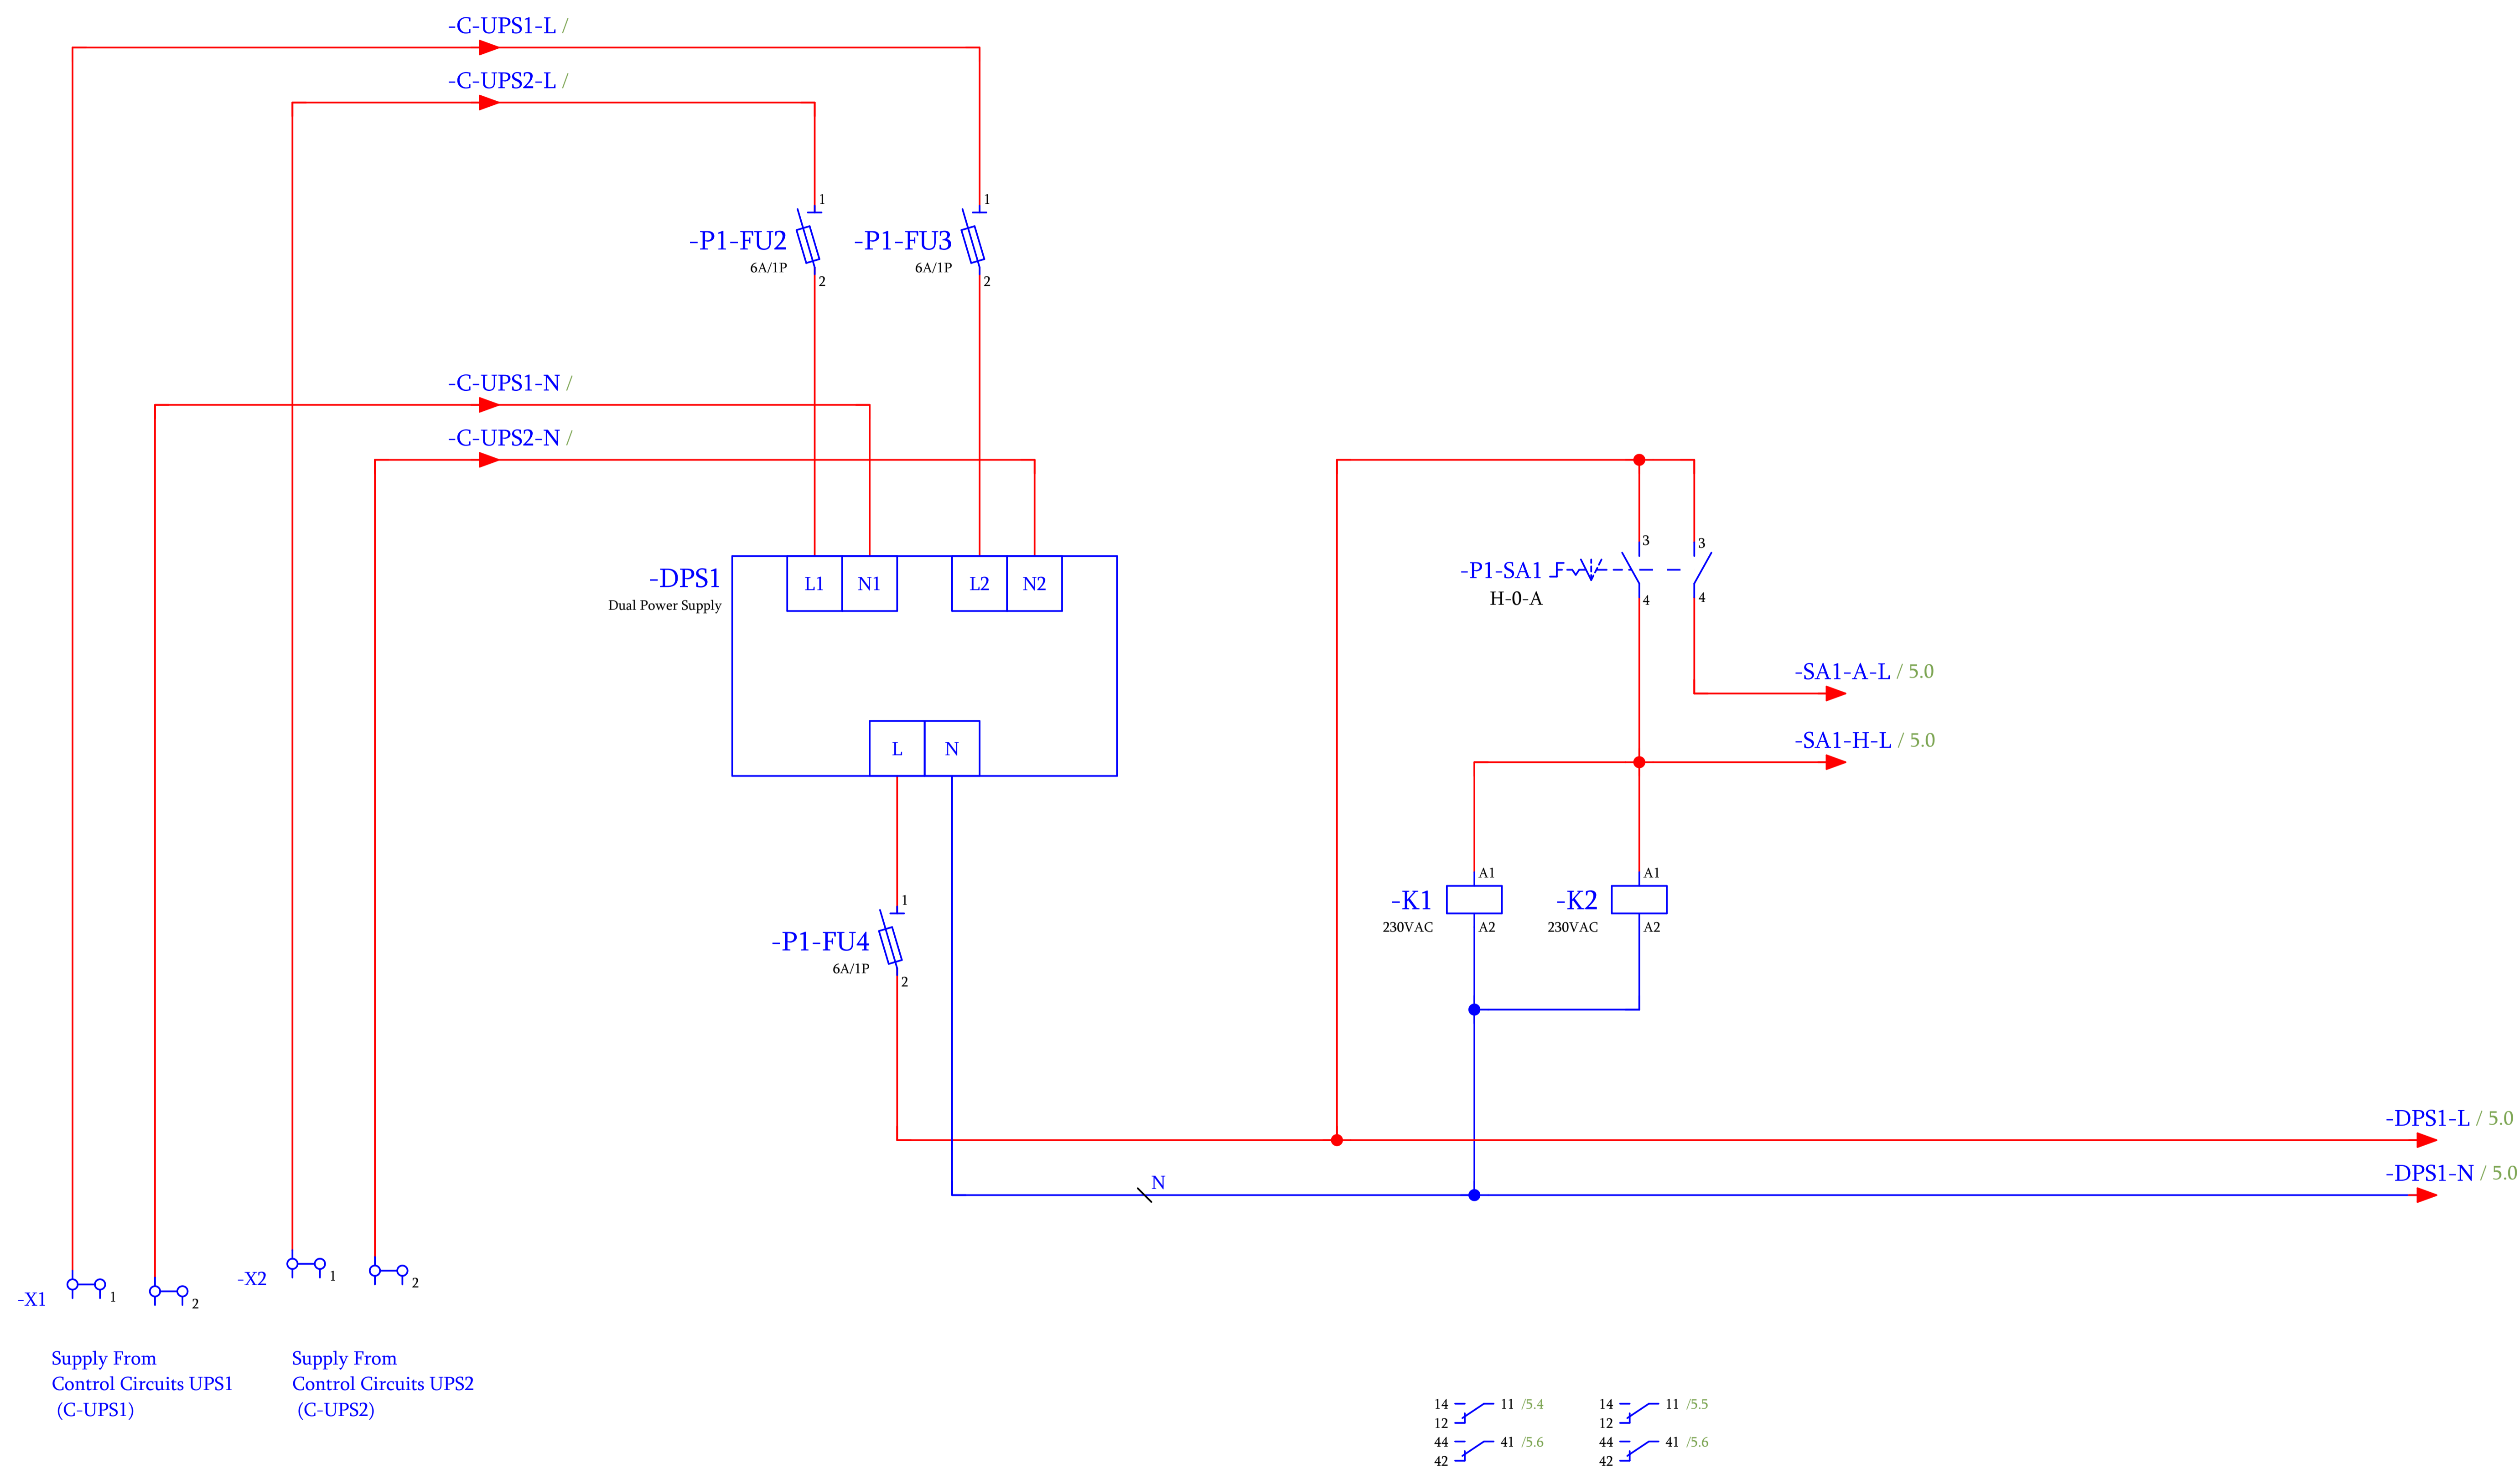 -C-UPS1-L /
-C-UPS2-L /
1
1
-P1-FU2
-P1-FU3
6A/1P
6A/1P
2
2
-C-UPS1-N /
-C-UPS2-N /
3
3
-DPS1
L1
N1
L2
N2
-P1-SA1
Dual Power Supply
H-0-A
4
4
-SA1-A-L / 5.0
L
N
-SA1-H-L / 5.0
A1
A1
1
-K1
-K2
230VAC
A2
230VAC
A2
-P1-FU4
6A/1P
2
-DPS1-L / 5.0
N
-DPS1-N / 5.0
-X2
1
2
-X1
1
2
Supply From
Control Circuits UPS1
(C-UPS1)
Supply From
Control Circuits UPS2
(C-UPS2)
14
11 /5.4
12
44
41 /5.6
42
14
11 /5.5
12
44
41 /5.6
42